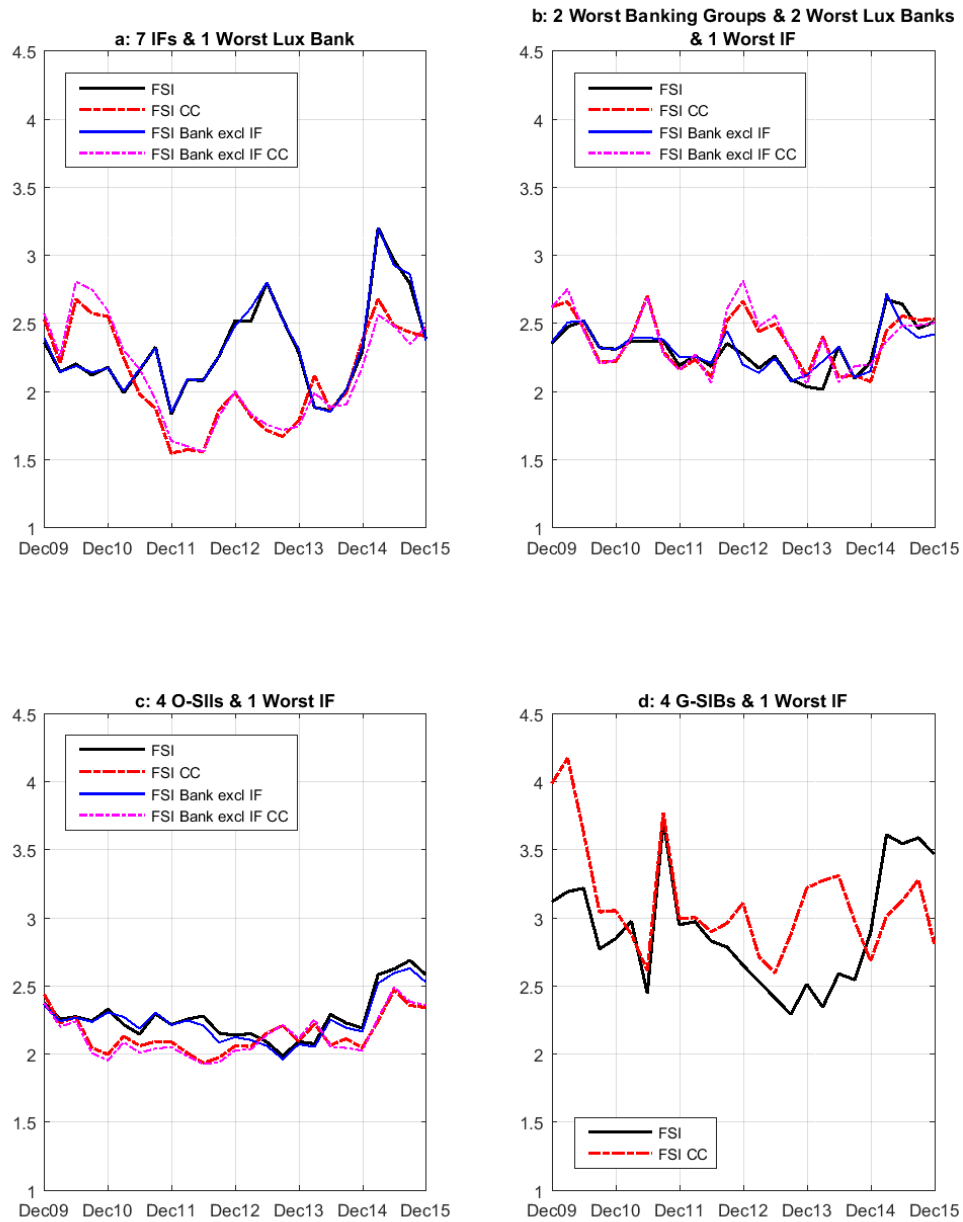 a: 7 IFs & 1 Worst Lux Bank
4.5
4
3.5
3
2.5
2
1.5
1
FSI
FSI CC
FSI Bank excl IF
FSI Bank excl IF CC
Dec09 Dec10 Dec11 Dec12 Dec13 Dec14 Dec15
b: 2 Worst Banking Groups & 2 Worst Lux Banks
& 1 Worst IF
4.5
4
3.5
3
2.5
2
1.5
1
FSI
FSI CC
FSI Bank excl IF
FSI Bank excl IF CC
Dec09 Dec10 Dec11 Dec12 Dec13 Dec14 Dec15
c: 4 O-SIIs & 1 Worst IF
4.5
4
3.5
3
2.5
2
1.5
1
FSI
FSI CC
FSI Bank excl IF
FSI Bank excl IF CC
Dec09 Dec10 Dec11 Dec12 Dec13 Dec14 Dec15
d: 4 G-SIBs & 1 Worst IF
4.5
4
3.5
3
2.5
2
1.5
1
FSI
FSI CC
Dec09 Dec10 Dec11 Dec12 Dec13 Dec14 Dec15